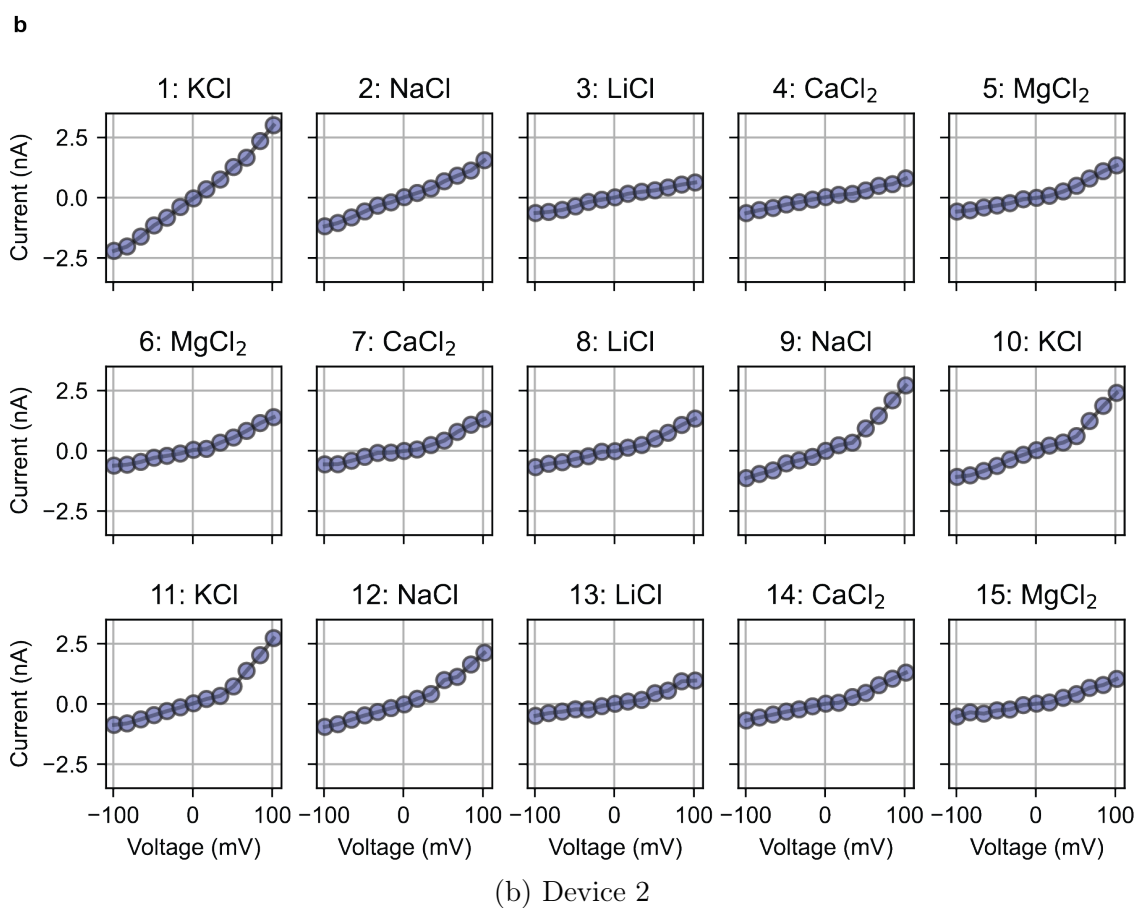 b
1: KCl 2: NaCl 3: LiCl 4: CaCl₂ 5: MgCl₂
Current (nA) 2.5 0.0 −2.5
6: MgCl₂ 7: CaCl₂ 8: LiCl 9: NaCl 10: KCl
Current (nA) 2.5 0.0 −2.5
11: KCl 12: NaCl 13: LiCl 14: CaCl₂ 15: MgCl₂
Current (nA) 2.5 0.0 −2.5
−100 0 100 −100 0 100 −100 0 100 −100 0 100 −100 0 100
Voltage (mV) Voltage (mV) Voltage (mV) Voltage (mV) Voltage (mV)
(b) Device 2